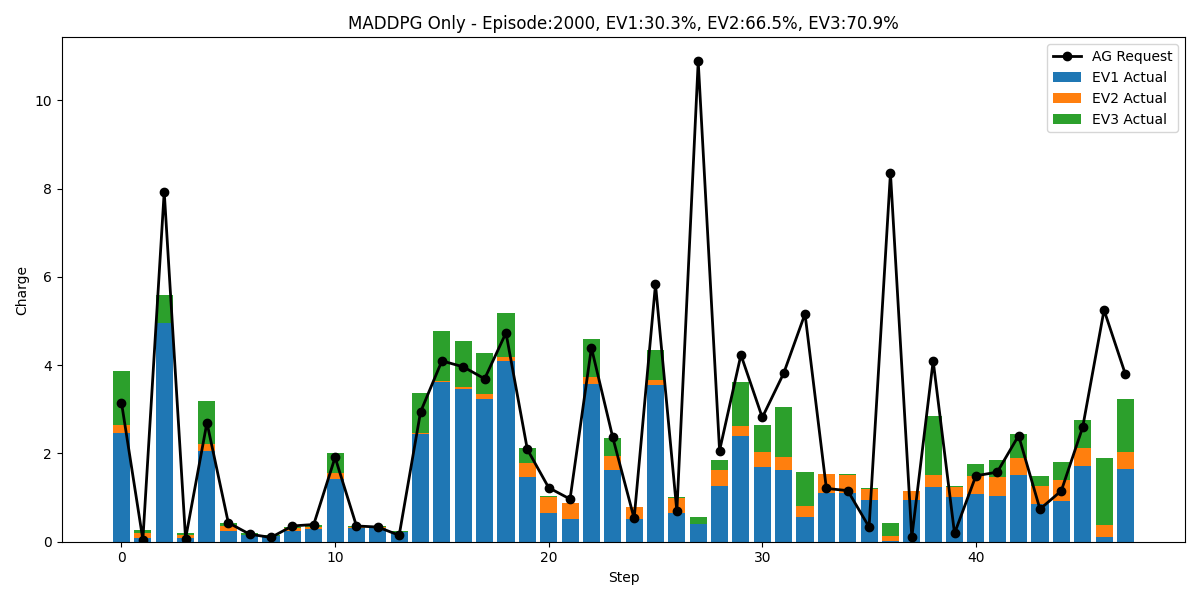 MADDPG Only - Episode:2000, EV1:30.3%, EV2:66.5%, EV3:70.9%
AG Request
EV1 Actual
EV2 Actual
EV3 Actual
Charge
10
8
6
4
2
0
0 10 20 30 40
Step